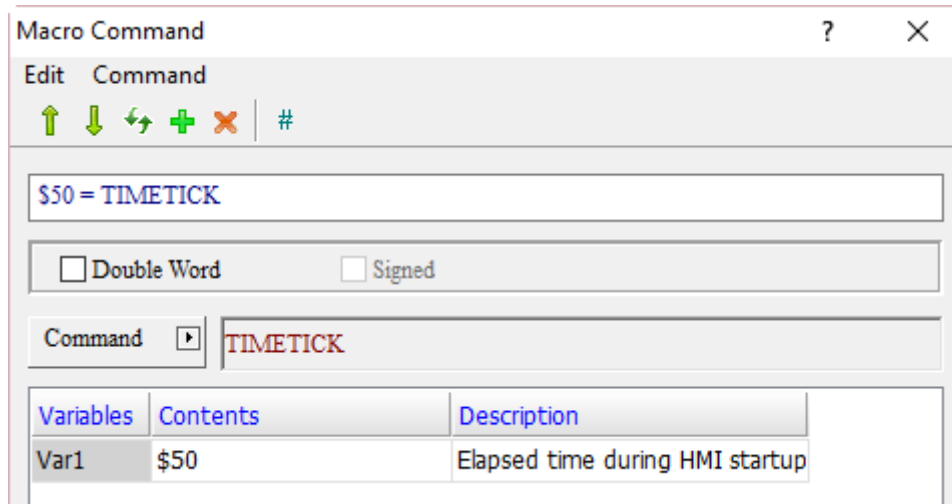 Macro Command ?
Edit Command
#
$50 = TIMETICK
Double Word Signed
Command TIMETICK
Variables Contents Description
Var1 $50 Elapsed time during HMI startup